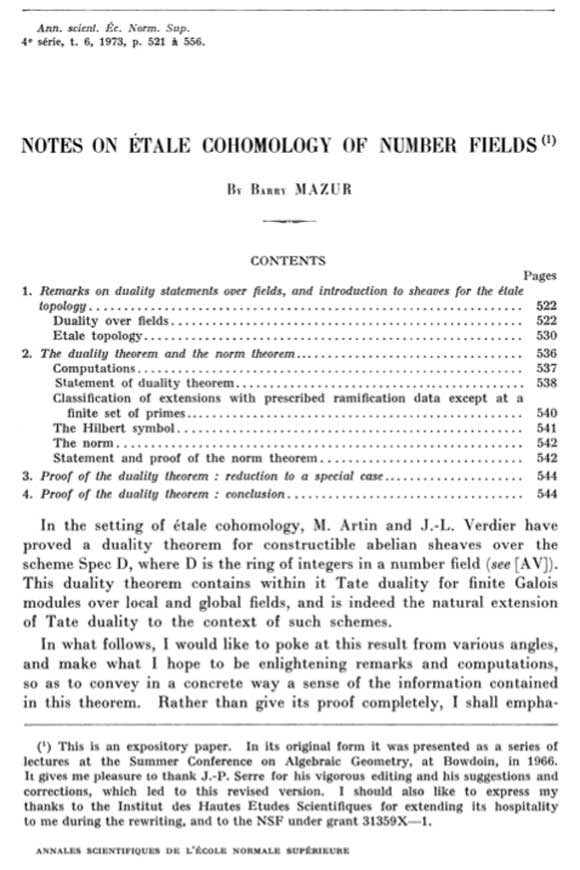 Ann. scient. Éc. Norm. Sup.
4e série, t. 6, 1973, p. 521 à 556.
NOTES ON ÉTALE COHOMOLOGY OF NUMBER FIELDS (1)
By Barry MAZUR
CONTENTS
Pages
1. Remarks on duality statements over fields, and introduction to sheaves for the étale
topology.......................................................... 522
Duality over fields.................................................. 522
Etale topology..................................................... 530
2. The duality theorem and the norm theorem................................... 536
Computations...................................................... 537
Statement of duality theorem.......................................... 538
Classification of extensions with prescribed ramification data except at a
finite set of primes................................................ 540
The Hilbert symbol.................................................. 541
The norm.......................................................... 542
Statement and proof of the norm theorem............................... 542
3. Proof of the duality theorem : reduction to a special case..................... 544
4. Proof of the duality theorem : conclusion................................... 544
In the setting of étale cohomology, M. Artin and J.-L. Verdier have
proved a duality theorem for constructible abelian sheaves over the
scheme Spec D, where D is the ring of integers in a number field (see [AV]).
This duality theorem contains within it Tate duality for finite Galois
modules over local and global fields, and is indeed the natural extension
of Tate duality to the context of such schemes.
In what follows, I would like to poke at this result from various angles,
and make what I hope to be enlightening remarks and computations,
so as to convey in a concrete way a sense of the information contained
in this theorem. Rather than give its proof completely, I shall empha-
(1) This is an expository paper. In its original form it was presented as a series of
lectures at the Summer Conference on Algebraic Geometry, at Bowdoin, in 1966.
It gives me pleasure to thank J.-P. Serre for his vigorous editing and his suggestions and
corrections, which led to this revised version. I should also like to express my
thanks to the Institut des Hautes Études Scientifiques for extending its hospitality
to me during the rewriting, and to the NSF under grant 31359X—1.
ANNALES SCIENTIFIQUES DE L'ÉCOLE NORMALE SUPÉRIEURE